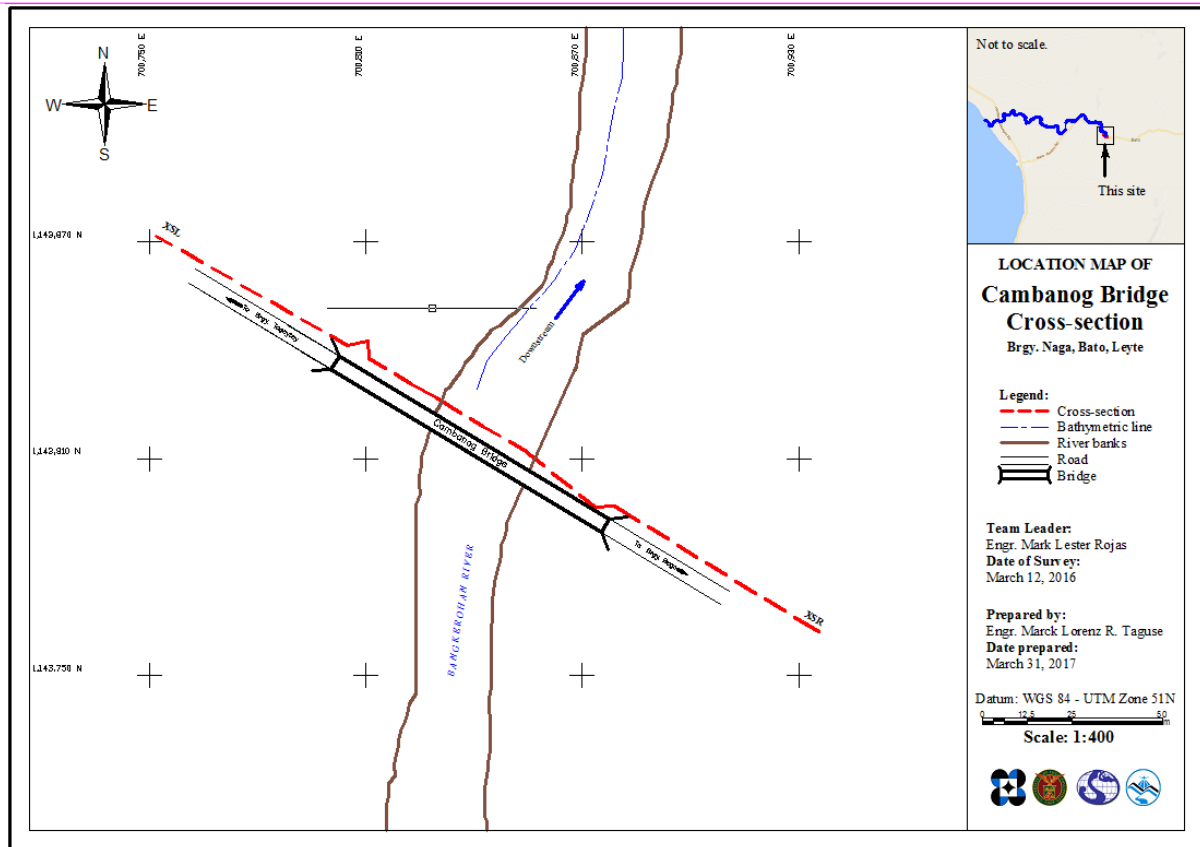 700,750 E
700,810 E
700,870 E
700,930 E
N
W E
S
1,143,870 N
1,143,810 N
1,143,750 N
XSL
To Brgy. Tagaytay
Downstream
Cambanog Bridge
To Brgy.
XSR
BANGKEROHAN RIVER
Not to scale.
This site
LOCATION MAP OF
Cambanog Bridge
Cross-section
Brgy. Naga, Bato, Leyte
Legend:
Cross-section
Bathymetric line
River banks
Road
Bridge
Team Leader:
Engr. Mark Lester Rojas
Date of Survey:
March 12, 2016
Prepared by:
Engr. Marck Lorenz R. Taguse
Date prepared:
March 31, 2017
Datum: WGS 84 - UTM Zone 51N
0 12.5 25 50
m
Scale: 1:400